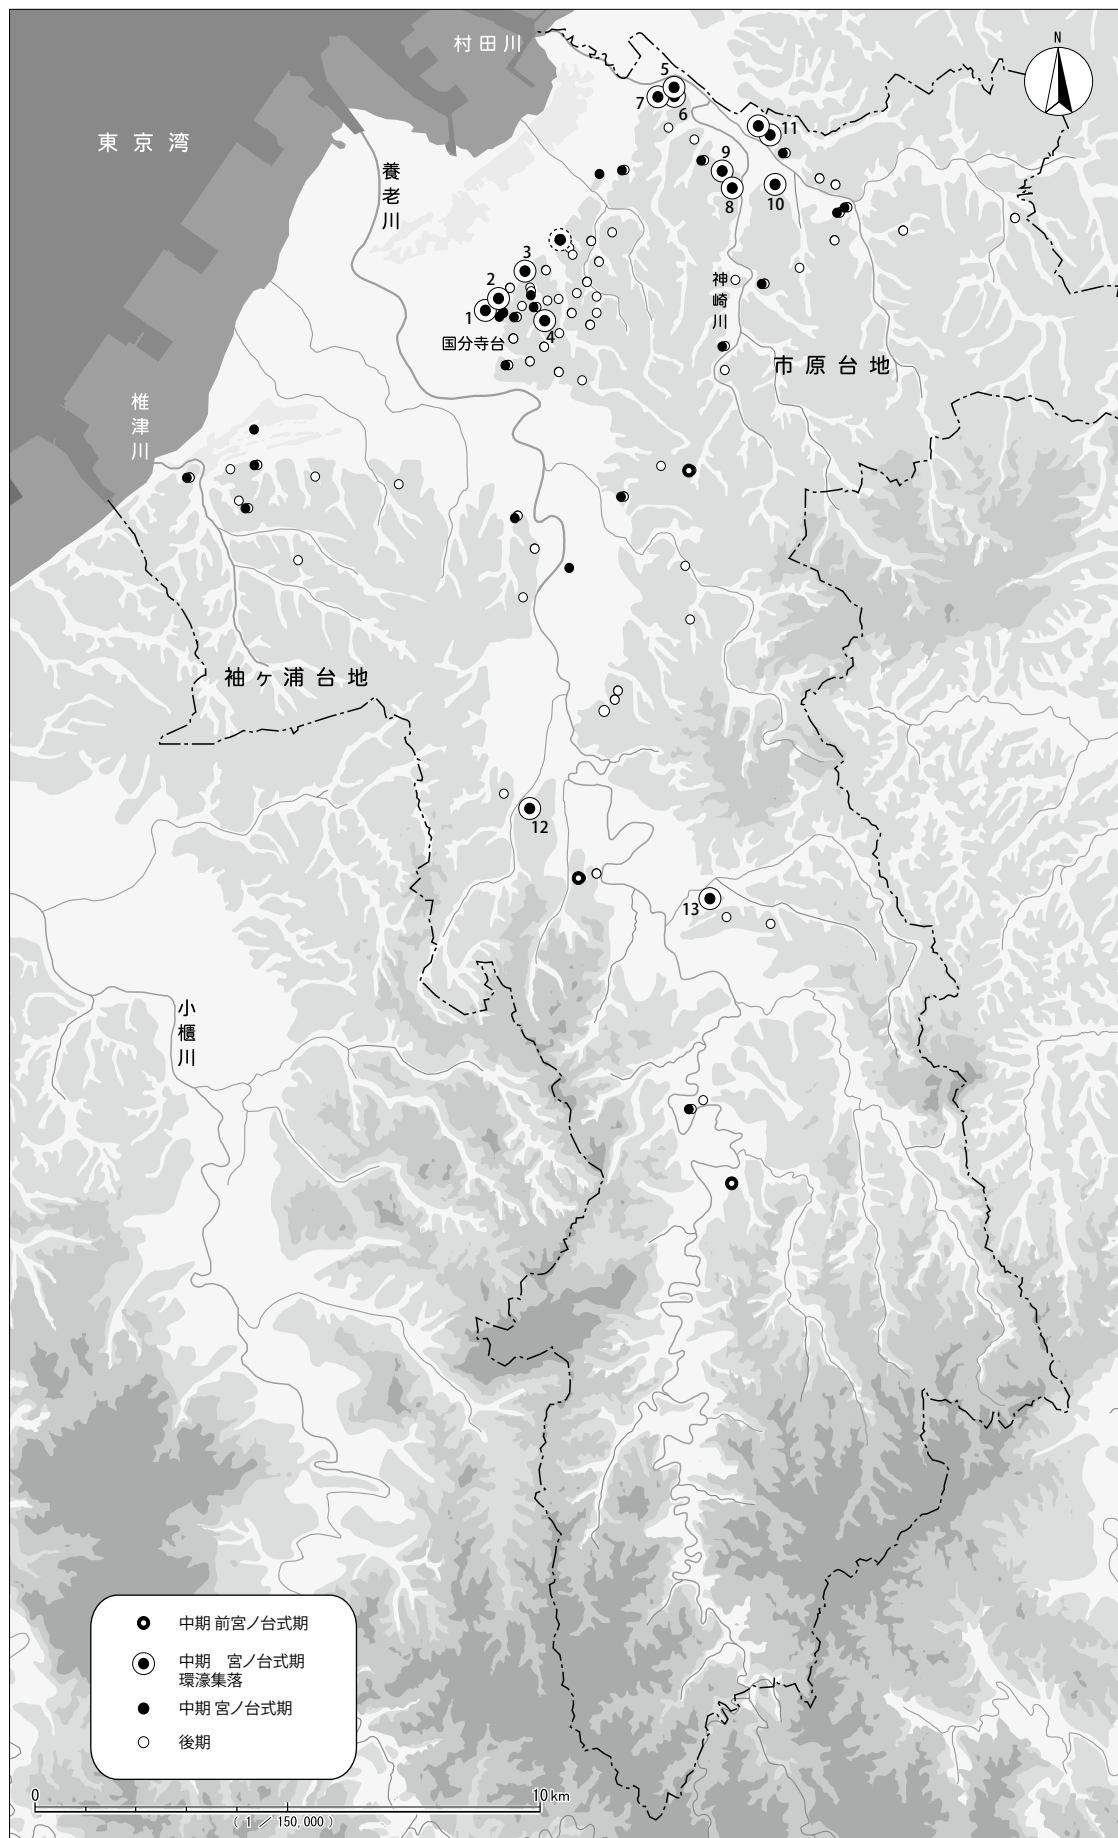 村田川
N
東京湾
養老川
5
7
6
11
9
8
10
3
2
1
4
国分寺台
神崎川
市原台地
椎津川
袖ヶ浦台地
12
13
小櫃川
中期 前宮ノ台式期
中期　宮ノ台式期
環濠集落
中期 宮ノ台式期
後期
0
10km
( 1 ／ 150,000 )